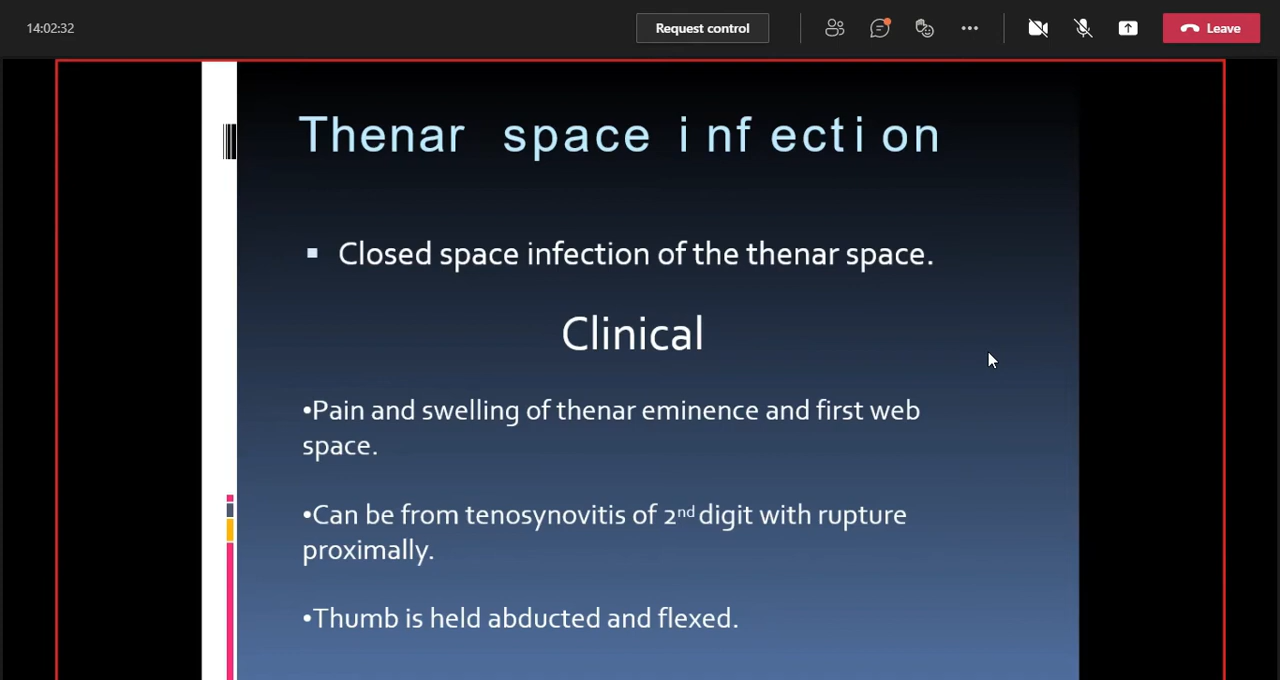 14:02:32
Request control
Leave
Thenar space infection
▪ Closed space infection of the thenar space.
Clinical
•Pain and swelling of thenar eminence and first web
space.
•Can be from tenosynovitis of 2nd digit with rupture
proximally.
•Thumb is held abducted and flexed.